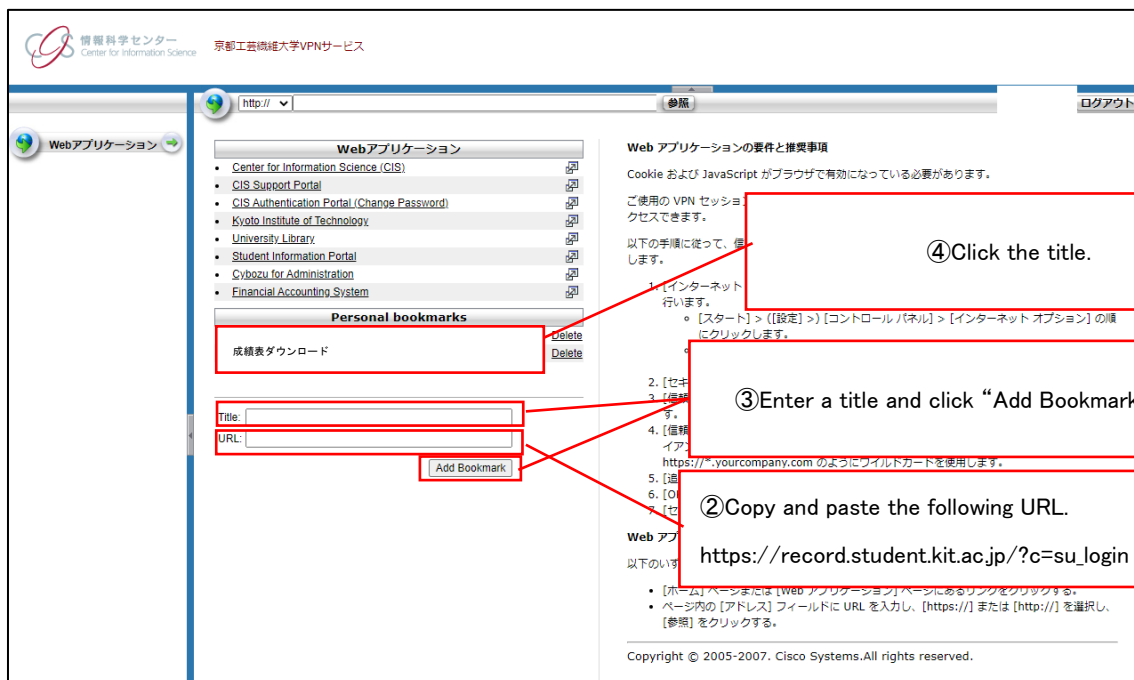 情報科学センター
Center for Information Science
京都工芸繊維大学VPNサービス
http://
参照
ログアウト
Webアプリケーション
Webアプリケーション
Center for Information Science (CIS)
CIS Support Portal
CIS Authentication Portal (Change Password)
Kyoto Institute of Technology
University Library
Student Information Portal
Cybozu for Administration
Financial Accounting System
Personal bookmarks
Delete
成績表ダウンロード
Delete
Title:
URL:
Add Bookmark
Web アプリケーションの要件と推奨事項
Cookie および JavaScript がブラウザで有効になっている必要があります。
ご使用の VPN セッション
クセスできます。
以下の手順に従って、信
します。
④Click the title.
1. [インターネット
行います。
[スタート] > ([設定] >) [コントロール パネル] > [インターネット オプション] の順
にクリックします。
2. [セキ
3. [信頼
す。
③Enter a title and click “Add Bookmark
4. [信頼
イアン
https://*.yourcompany.com のようにワイルドカードを使用します。
5. [追
6. [O
7. [セ
②Copy and paste the following URL.
https://record.student.kit.ac.jp/?c=su_login
Web アプ
以下のいず
[ホーム] ページまたは [Web アプリケーション] ページにあるリンクをクリックする。
ページ内の [アドレス] フィールドに URL を入力し、[https://] または [http://] を選択し、
[参照] をクリックする。
Copyright © 2005-2007. Cisco Systems.All rights reserved.